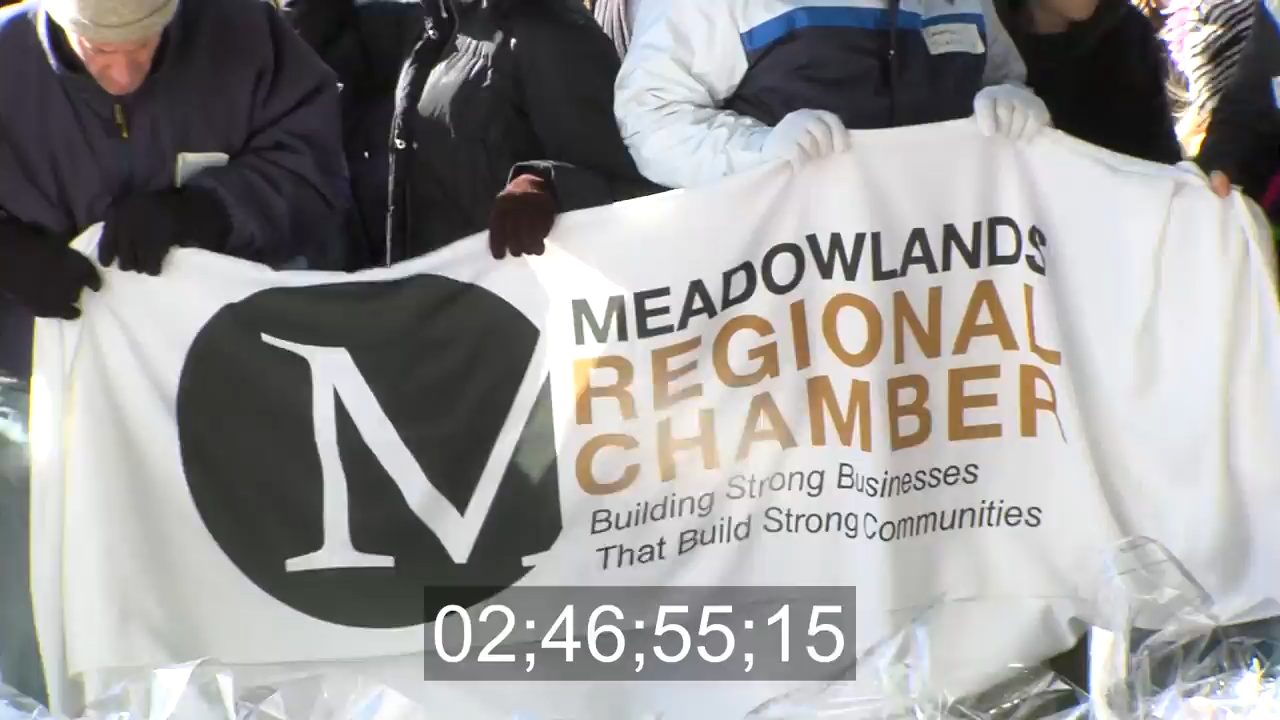 M
MEADOWLANDS
REGIONAL
CHAMBER
Building Strong Businesses
That Build Strong Communities
02;46;55;15